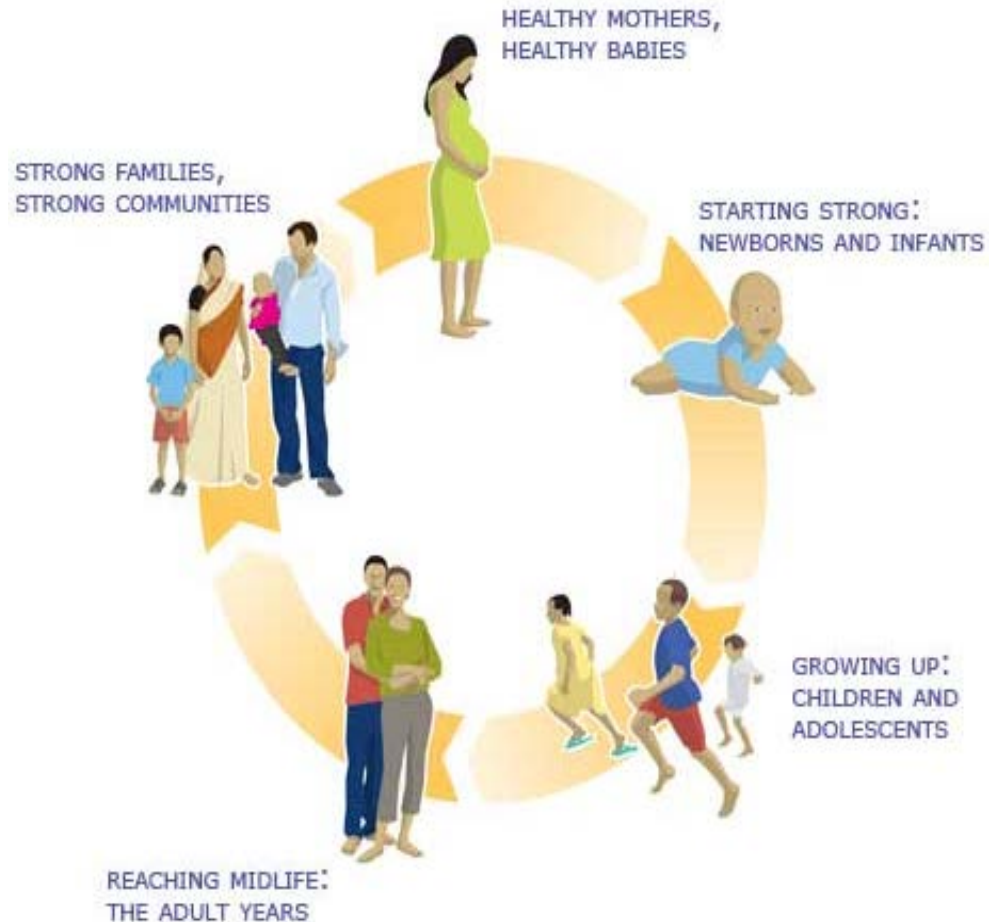 HEALTHY MOTHERS,
HEALTHY BABIES
STARTING STRONG:
NEWBORNS AND INFANTS
GROWING UP:
CHILDREN AND
ADOLESCENTS
REACHING MIDLIFE:
THE ADULT YEARS
STRONG FAMILIES,
STRONG COMMUNITIES